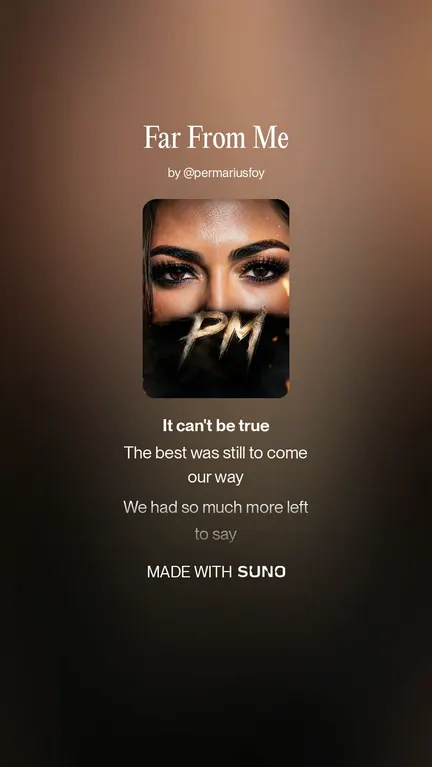 Far From Me
by @permariusfoy
PM
It can't be true
The best was still to come
our way
We had so much more left
to say
MADE WITH SUNO